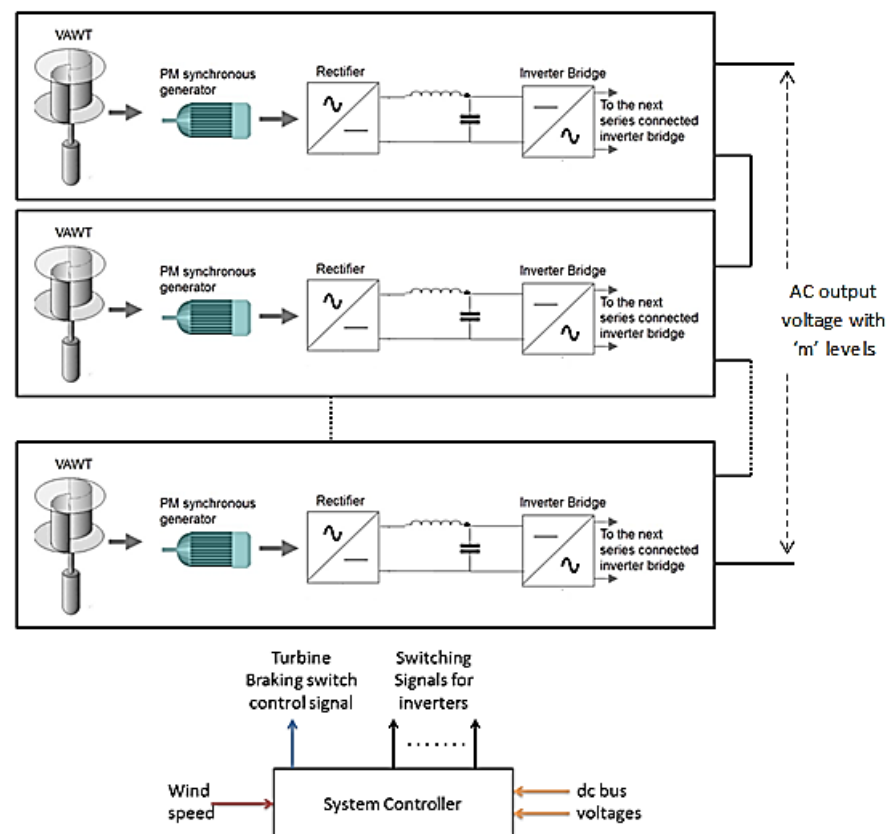 VAWT
PM synchronous
generator
Rectifier
Inverter Bridge
To the next
series connected
inverter bridge
VAWT
PM synchronous
generator
Rectifier
Inverter Bridge
To the next
series connected
inverter bridge
AC output
voltage with
‘m’ levels
VAWT
PM synchronous
generator
Rectifier
Inverter Bridge
To the next
series connected
inverter bridge
Turbine
Braking switch
control signal
Switching
Signals for
inverters
Wind
speed
System Controller
dc bus
voltages